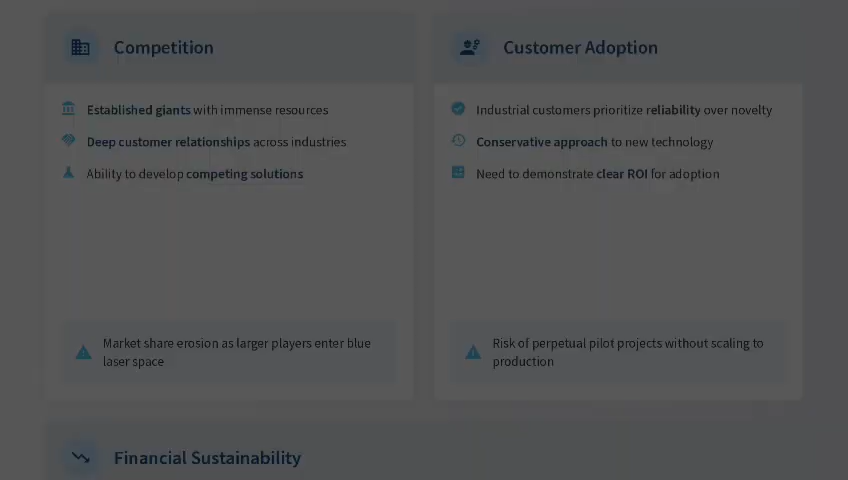 Competition
Established giants with immense resources
Deep customer relationships across industries
Ability to develop competing solutions
Market share erosion as larger players enter blue
laser space
Customer Adoption
Industrial customers prioritize reliability over novelty
Conservative approach to new technology
Need to demonstrate clear ROI for adoption
Risk of perpetual pilot projects without scaling to
production
Financial Sustainability